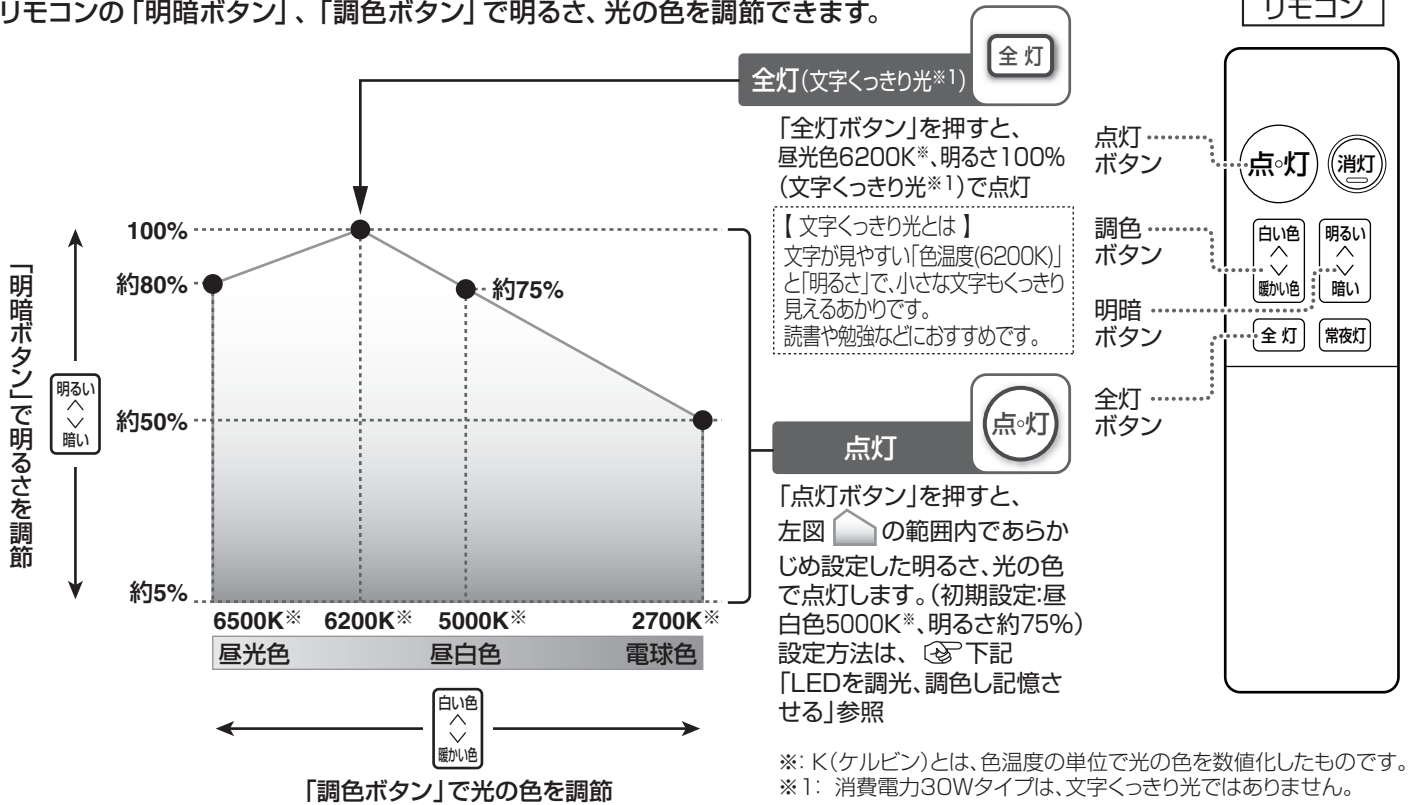 リモコンの「明暗ボタン」、「調色ボタン」で明るさ、光の色を調節できます。
リモコン
全灯
全灯(文字くっきり光※1)
「全灯ボタン」を押すと、
昼光色6200K※、明るさ100%
(文字くっきり光※1)で点灯
【 文字くっきり光とは 】
文字が見やすい「色温度(6200K)」
と「明るさ」で、小さな文字もくっきり
見えるあかりです。
読書や勉強などにおすすめです。
点灯
点灯
「点灯ボタン」を押すと、
左図 の範囲内であらか
じめ設定した明るさ、光の色
で点灯します。(初期設定:昼
白色5000K※、明るさ約75%)
設定方法は、 下記
「LEDを調光、調色し記憶さ
せる」参照
「明暗ボタン」で明るさを調節
明るい
暗い
100%
約80%
約75%
約50%
約5%
6500K※ 6200K※ 5000K※ 2700K※
昼光色 昼白色 電球色
白い色
暖かい色
「調色ボタン」で光の色を調節
点灯
ボタン
調色
ボタン
明暗
ボタン
全灯
ボタン
点灯 消灯
白い色 明るい
暖かい色 暗い
全灯 常夜灯
※: K(ケルビン)とは、色温度の単位で光の色を数値化したものです。
※1: 消費電力30Wタイプは、文字くっきり光ではありません。